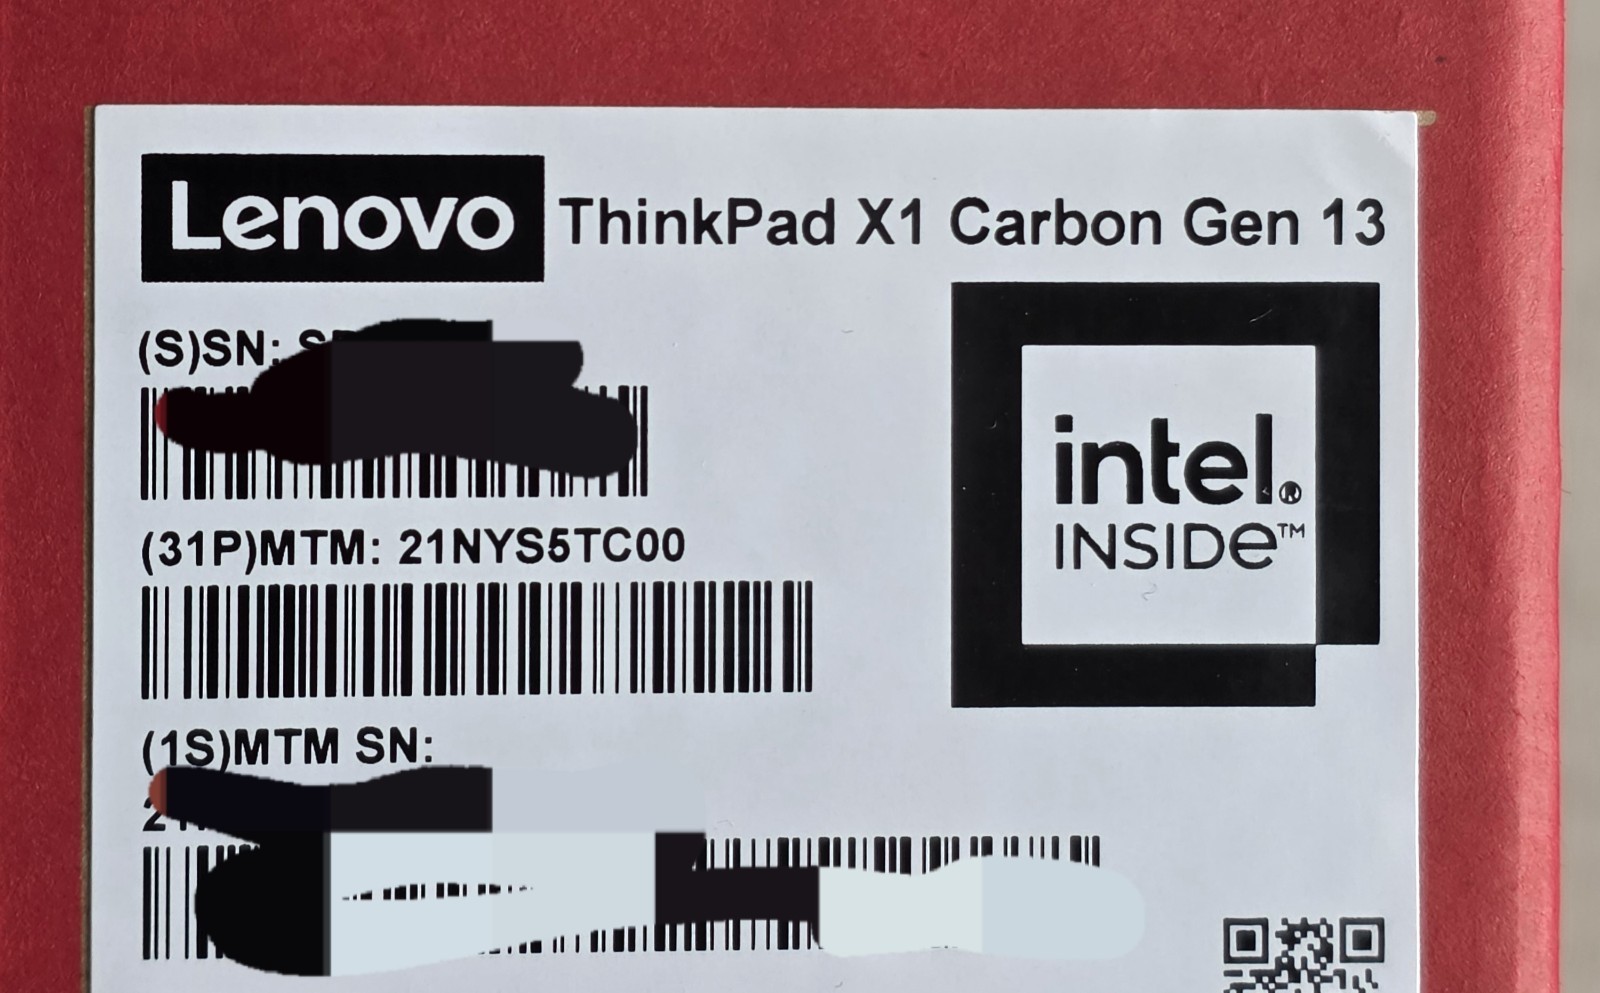 Lenovo ThinkPad X1 Carbon Gen 13
(S)SN:
intel.®
INSIDe™
(31P)MTM: 21NYS5TC00
(1S)MTM SN: